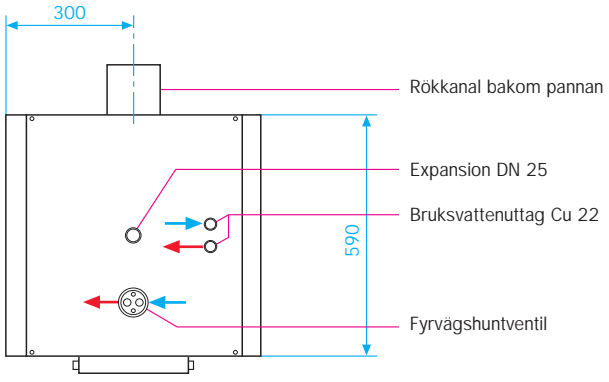 300
Rökkanal bakom pannan
Expansion DN 25
Bruksvattenuttag Cu 22
590
Fyrvägshuntventil